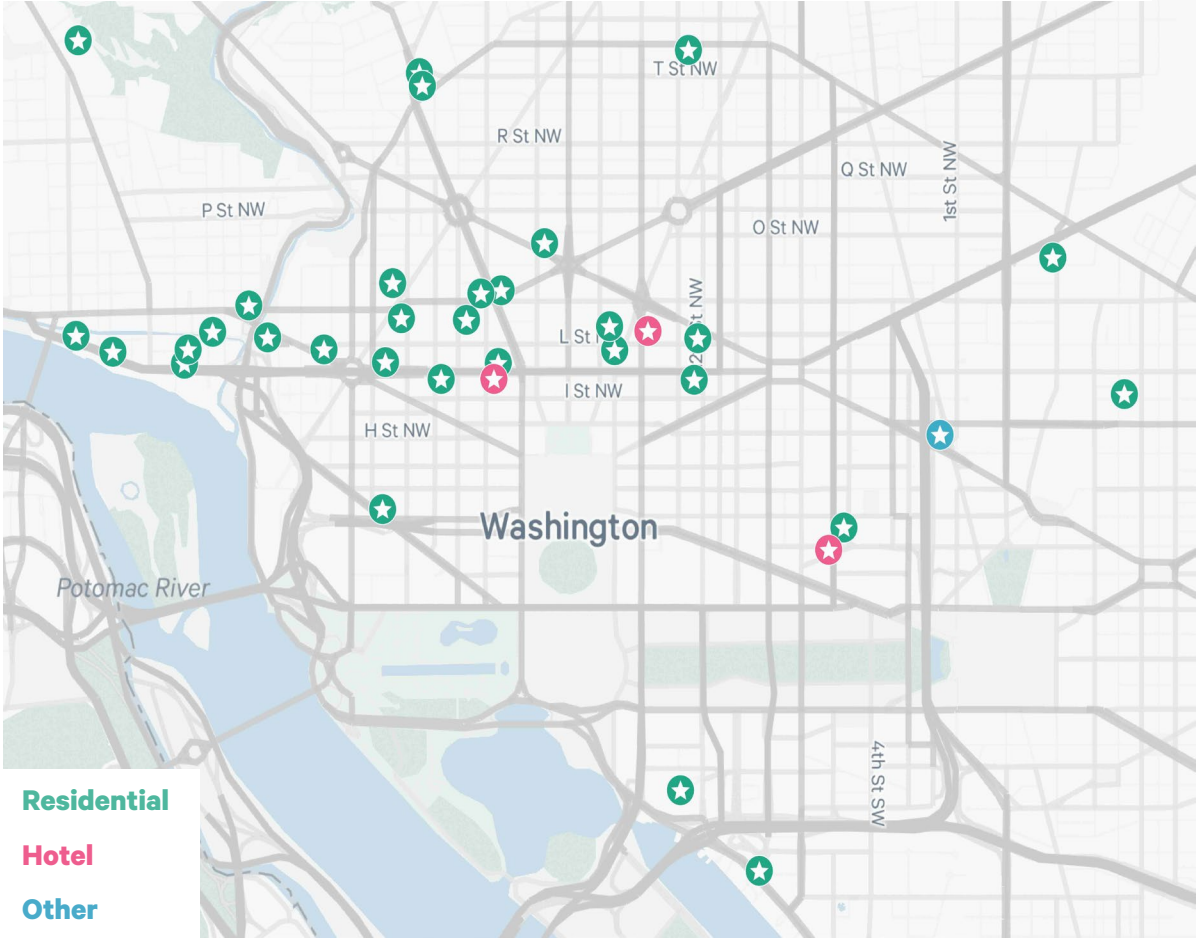 T St NW
R St NW
Q St NW
1st St NW
P St NW
O St NW
St NW
L St
I St NW
H St NW
Washington
Potomac River
4th St SW
Residential
Hotel
Other